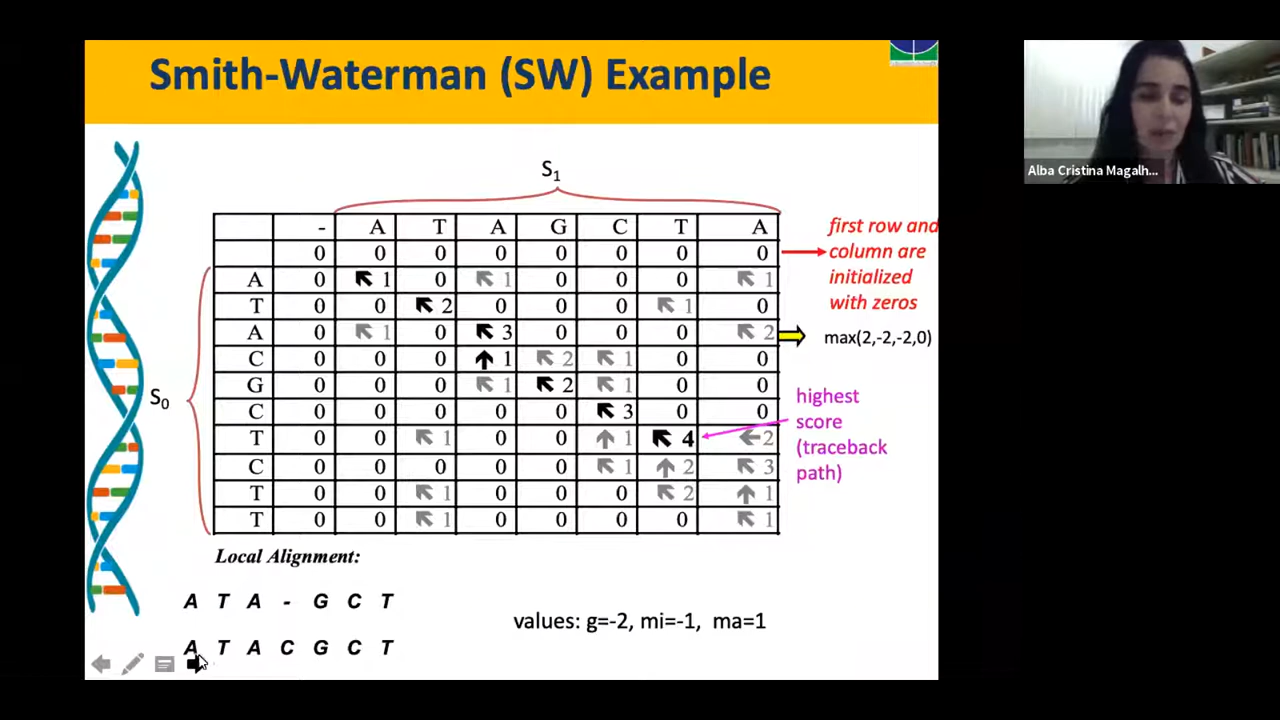 Smith-Waterman (SW) Example
Alba Cristina Magalh...
S1
- A T A G C T A
0 0 0 0 0 0 0 0
A 0 1 0 1 0 0 0 1
T 0 0 2 0 0 0 1 0
A 0 1 0 3 0 0 0 2
C 0 0 0 1 2 1 0 0
G 0 0 0 1 2 1 0 0
C 0 0 0 0 0 3 0 0
T 0 0 1 0 0 1 4 2
C 0 0 0 0 0 1 2 3
T 0 0 1 0 0 0 2 1
T 0 0 1 0 0 0 0 1
S0
first row and
column are
initialized
with zeros
max(2,-2,-2,0)
highest
score
(traceback
path)
Local Alignment:
A T A - G C T
A T A C G C T
values: g=-2, mi=-1, ma=1